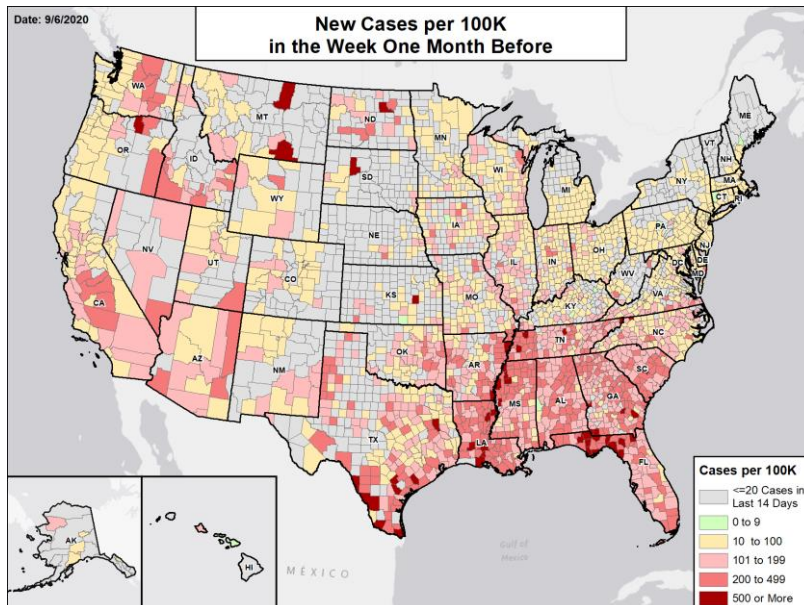 Date: 9/6/2020
New Cases per 100K
in the Week One Month Before
WA
MT
ND
MN
ME
OR
ID
SD
WI
VT
NH
WY
MI
NY
MA
CT
RI
NV
UT
NE
IA
PA
NJ
CA
CO
IL
IN
OH
DE
DC
MD
KS
MO
WV
VA
KY
AZ
NM
OK
AR
TN
NC
SC
TX
LA
MS
AL
GA
FL
AK
HI
MÉXICO
Gulf of
Mexico
Cases per 100K
<=20 Cases in
Last 14 Days
0 to 9
10 to 100
101 to 199
200 to 499
500 or More